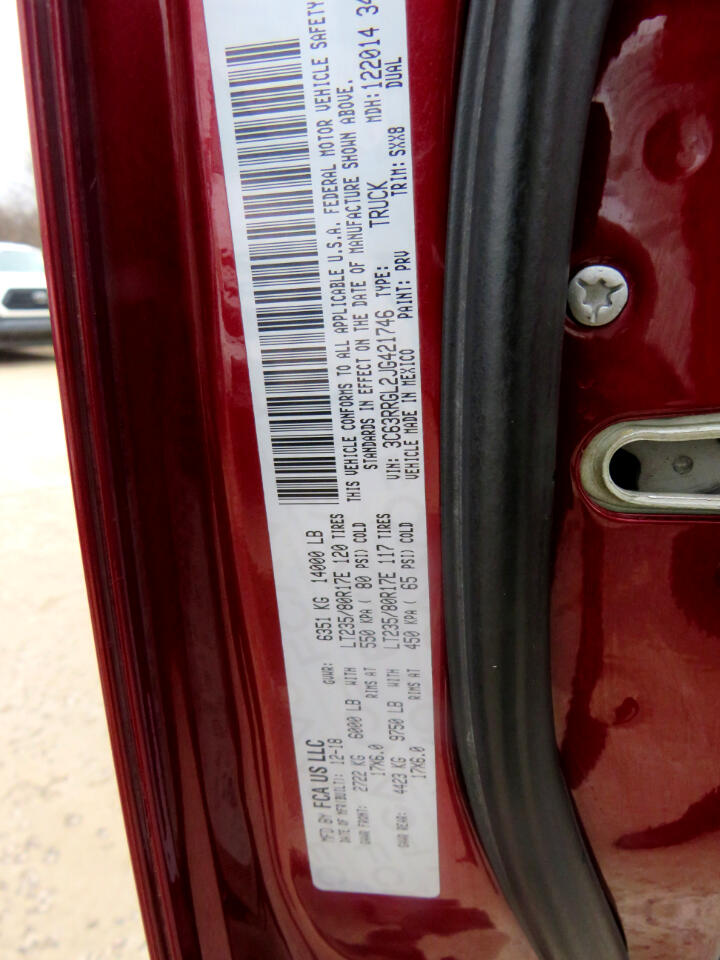 MFD BY FCA US LLC
DATE OF MFR(BUILT): 12-18 GVWR: 6351 KG 14000 LB
GAWR FRONT: 2722 KG 6000 LB WITH LT235/80R17E 120 TIRES
17X6.0 RIMS AT 550 KPA ( 80 PSI) COLD
GAWR REAR: 4423 KG 9750 LB WITH LT235/80R17E 117 TIRES
17X6.0 RIMS AT 450 KPA ( 65 PSI) COLD
THIS VEHICLE CONFORMS TO ALL APPLICABLE U.S.A. FEDERAL MOTOR VEHICLE SAFETY
STANDARDS IN EFFECT ON THE DATE OF MANUFACTURE SHOWN ABOVE.
VIN: 3C63RRGL2JG421746 TYPE: TRUCK MDH: 122014 34
VEHICLE MADE IN MEXICO PAINT: PRV TRIM: SXX8 DUAL